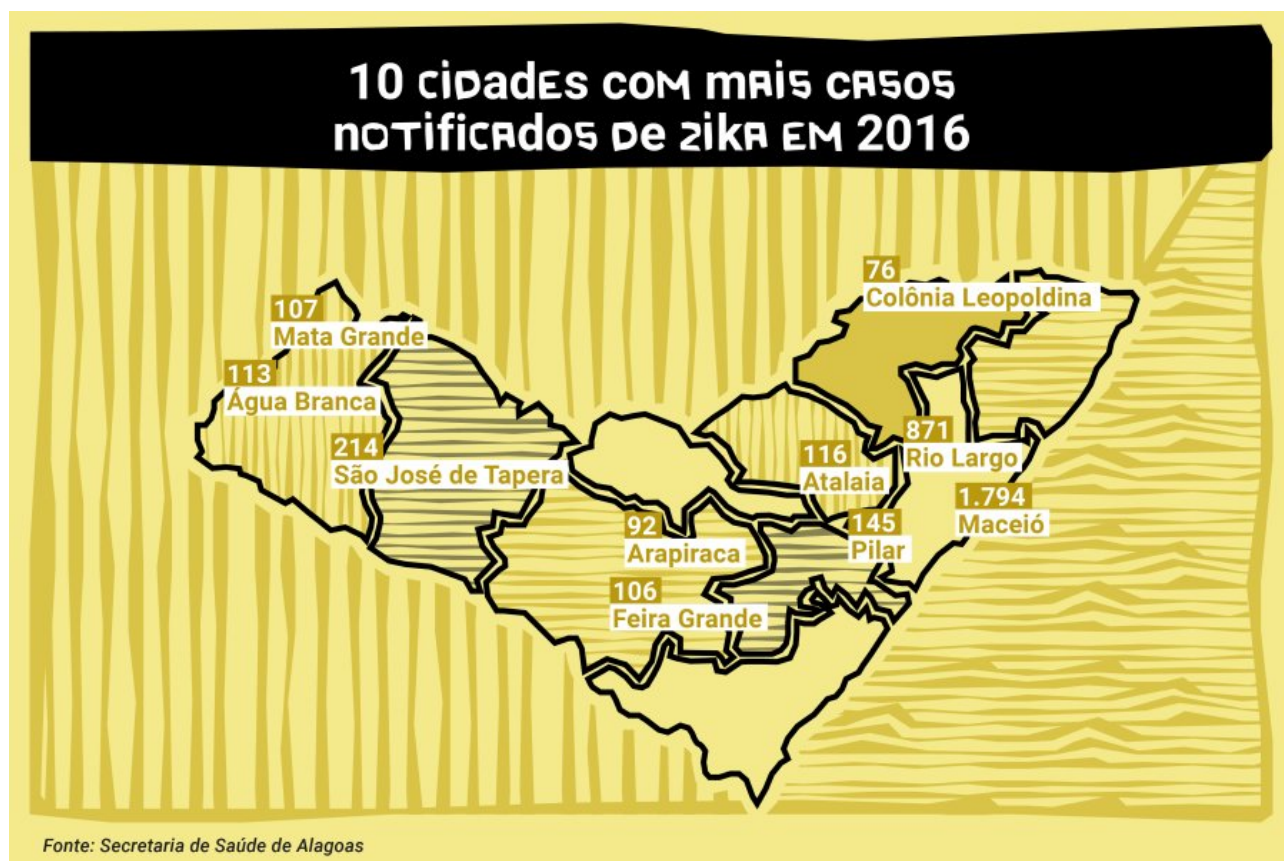 10 cidades com mais casos
notificados de zika em 2016
76
Colônia Leopoldina
107
Mata Grande
113
Água Branca
214
São José de Tapera
871
Rio Largo
116
Atalaia
1.794
Maceió
92
Arapiraca
145
Pilar
106
Feira Grande
Fonte: Secretaria de Saúde de Alagoas